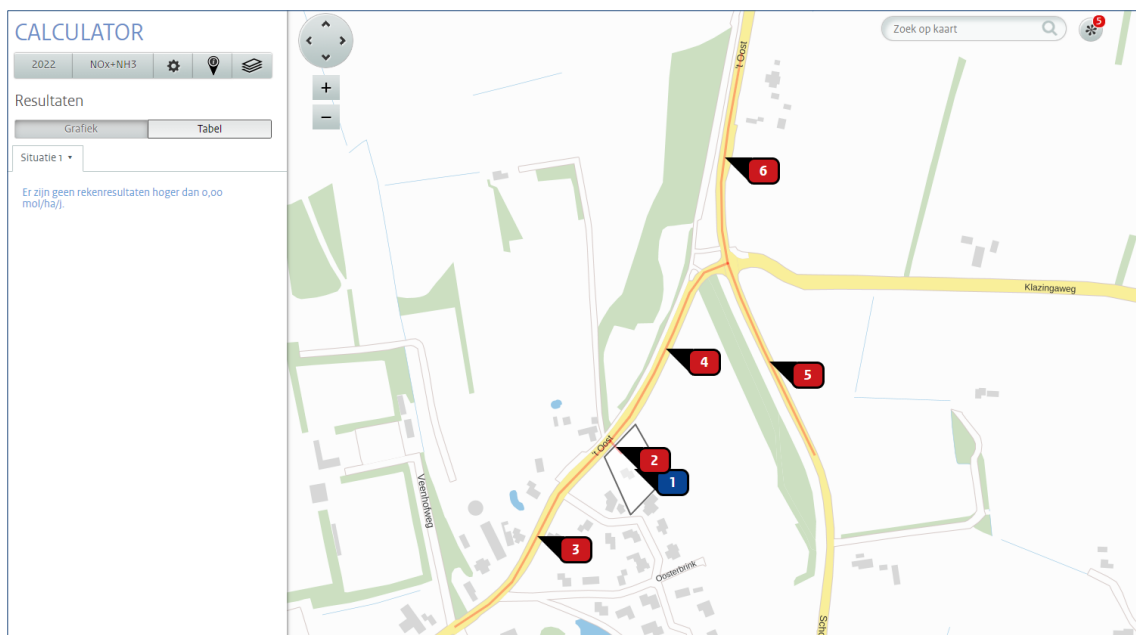 CALCULATOR
2022 NOx+NH3
Resultaten
Grafiek Tabel
Situatie 1
Er zijn geen rekenresultaten hoger dan 0,00
mol/ha/j.
Zoek op kaart
5
't Oost
6
Klazingaweg
4
5
't Oost
2
1
Veenhofweg
3
Oosterbrink